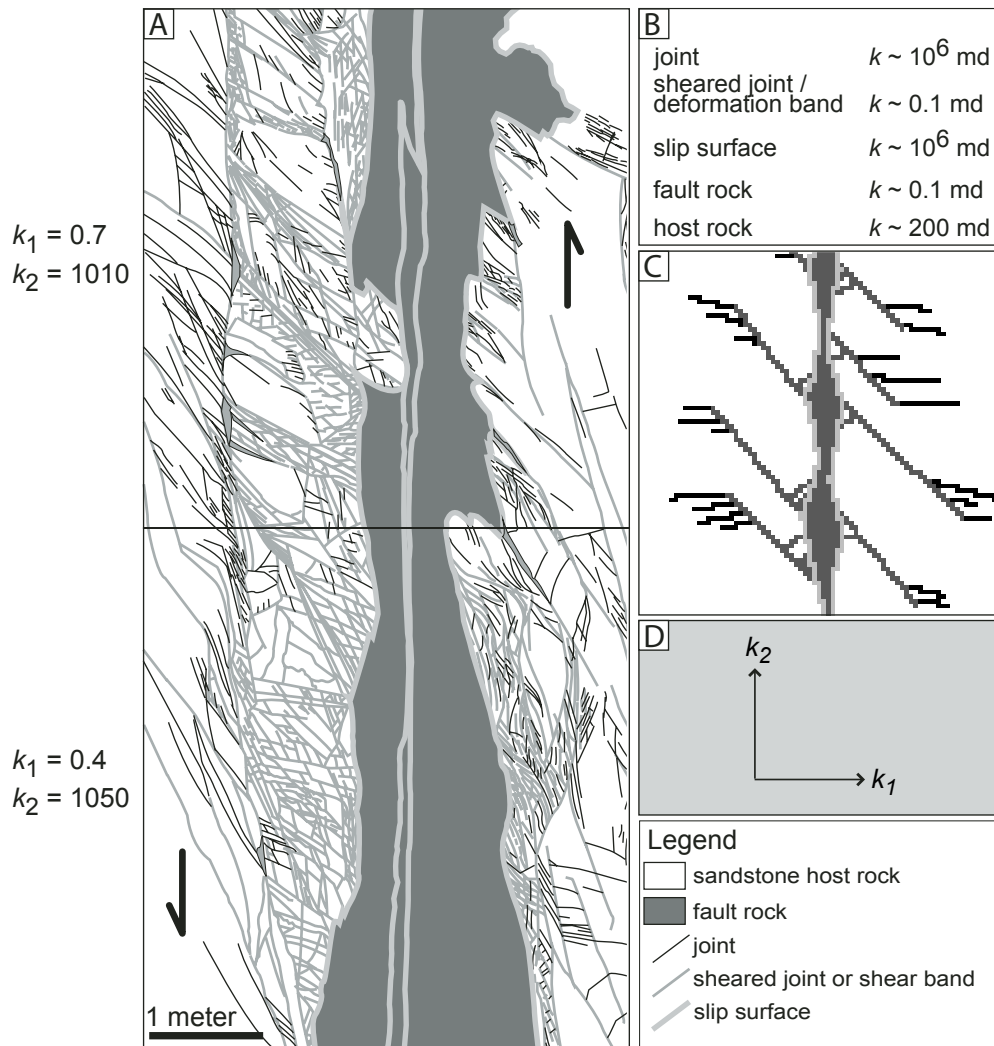 A
k1 = 0.7
k2 = 1010
k1 = 0.4
k2 = 1050
1 meter
B
joint k ~ 10^6 md
sheared joint /
deformation band k ~ 0.1 md
slip surface k ~ 10^6 md
fault rock k ~ 0.1 md
host rock k ~ 200 md
C
D
k2
k1
Legend
sandstone host rock
fault rock
joint
sheared joint or shear band
slip surface